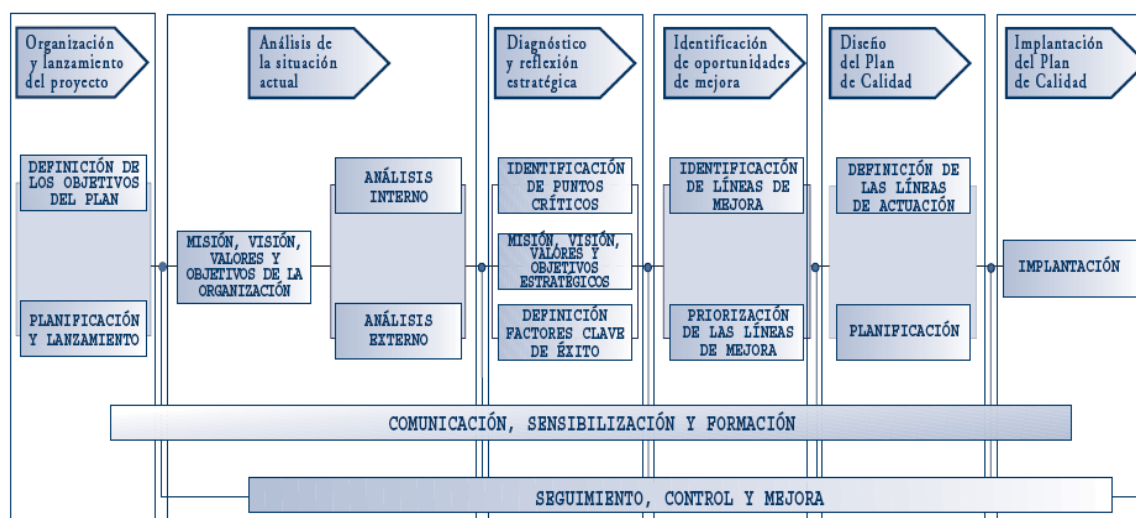 Organización
y lanzamiento
del proyecto
Análisis de
la situación
actual
Diagnóstico
y reflexión
estratégica
Identificación
de oportunidades
de mejora
Diseño
del Plan
de Calidad
Implantación
del Plan
de Calidad
DEFINICIÓN DE
LOS OBJETIVOS
DEL PLAN
PLANIFICACIÓN
Y LANZAMIENTO
MISIÓN, VISIÓN,
VALORES Y
OBJETIVOS DE LA
ORGANIZACIÓN
ANÁLISIS
INTERNO
ANÁLISIS
EXTERNO
IDENTIFICACIÓN
DE PUNTOS
CRÍTICOS
MISIÓN, VISIÓN,
VALORES Y
OBJETIVOS
ESTRATÉGICOS
DEFINICIÓN
FACTORES CLAVE
DE ÉXITO
IDENTIFICACIÓN
DE LÍNEAS DE
MEJORA
PRIORIZACIÓN
DE LAS LÍNEAS
DE MEJORA
DEFINICIÓN DE
LAS LÍNEAS
DE ACTUACIÓN
PLANIFICACIÓN
IMPLANTACIÓN
COMUNICACIÓN, SENSIBILIZACIÓN Y FORMACIÓN
SEGUIMIENTO, CONTROL Y MEJORA